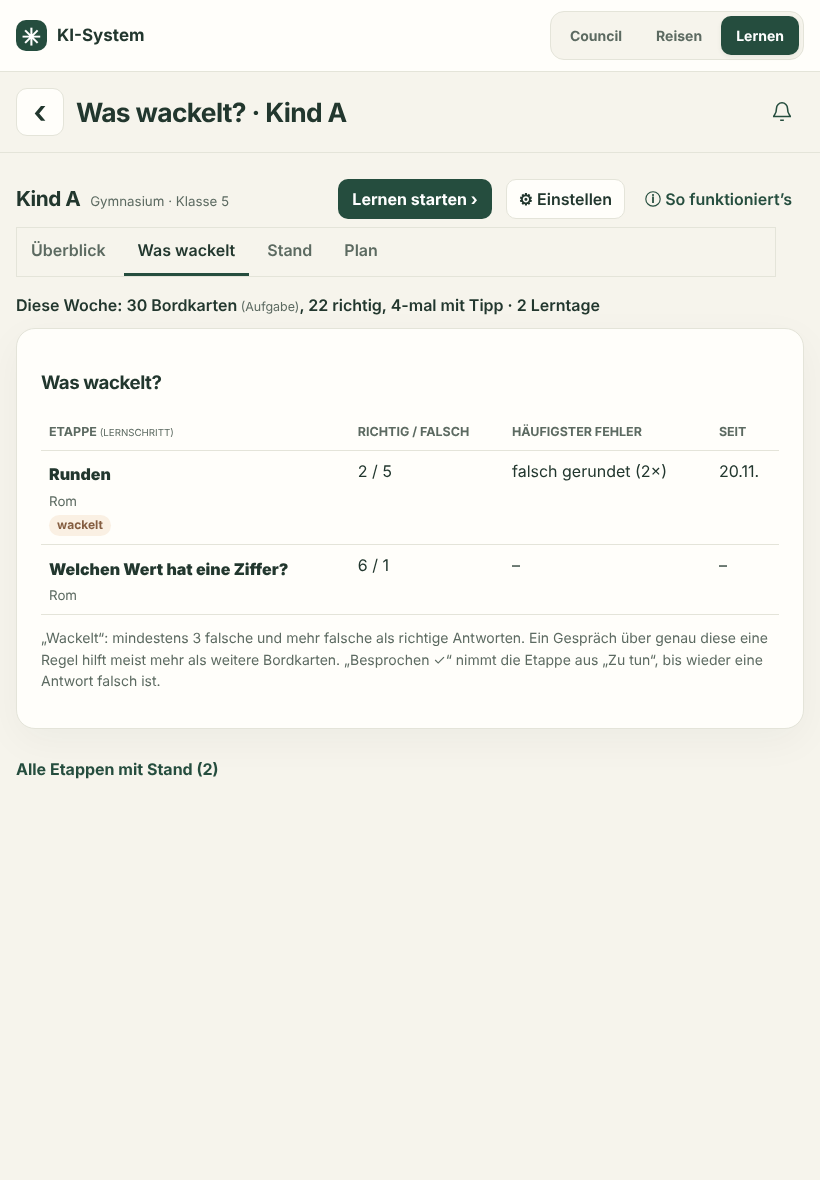 KI-System
Council Reisen Lernen
‹ Was wackelt? · Kind A
Kind A Gymnasium · Klasse 5 Lernen starten › ⚙ Einstellen ⓘ So funktioniert’s
Überblick Was wackelt Stand Plan
Diese Woche: 30 Bordkarten (Aufgabe), 22 richtig, 4-mal mit Tipp · 2 Lerntage
Was wackelt?
ETAPPE (LERNSCHRITT) RICHTIG / FALSCH HÄUFIGSTER FEHLER SEIT
Runden 2 / 5 falsch gerundet (2×) 20.11.
Rom
wackelt
Welchen Wert hat eine Ziffer? 6 / 1 – –
Rom
„Wackelt“: mindestens 3 falsche und mehr falsche als richtige Antworten. Ein Gespräch über genau diese eine
Regel hilft meist mehr als weitere Bordkarten. „Besprochen ✓“ nimmt die Etappe aus „Zu tun“, bis wieder eine
Antwort falsch ist.
Alle Etappen mit Stand (2)